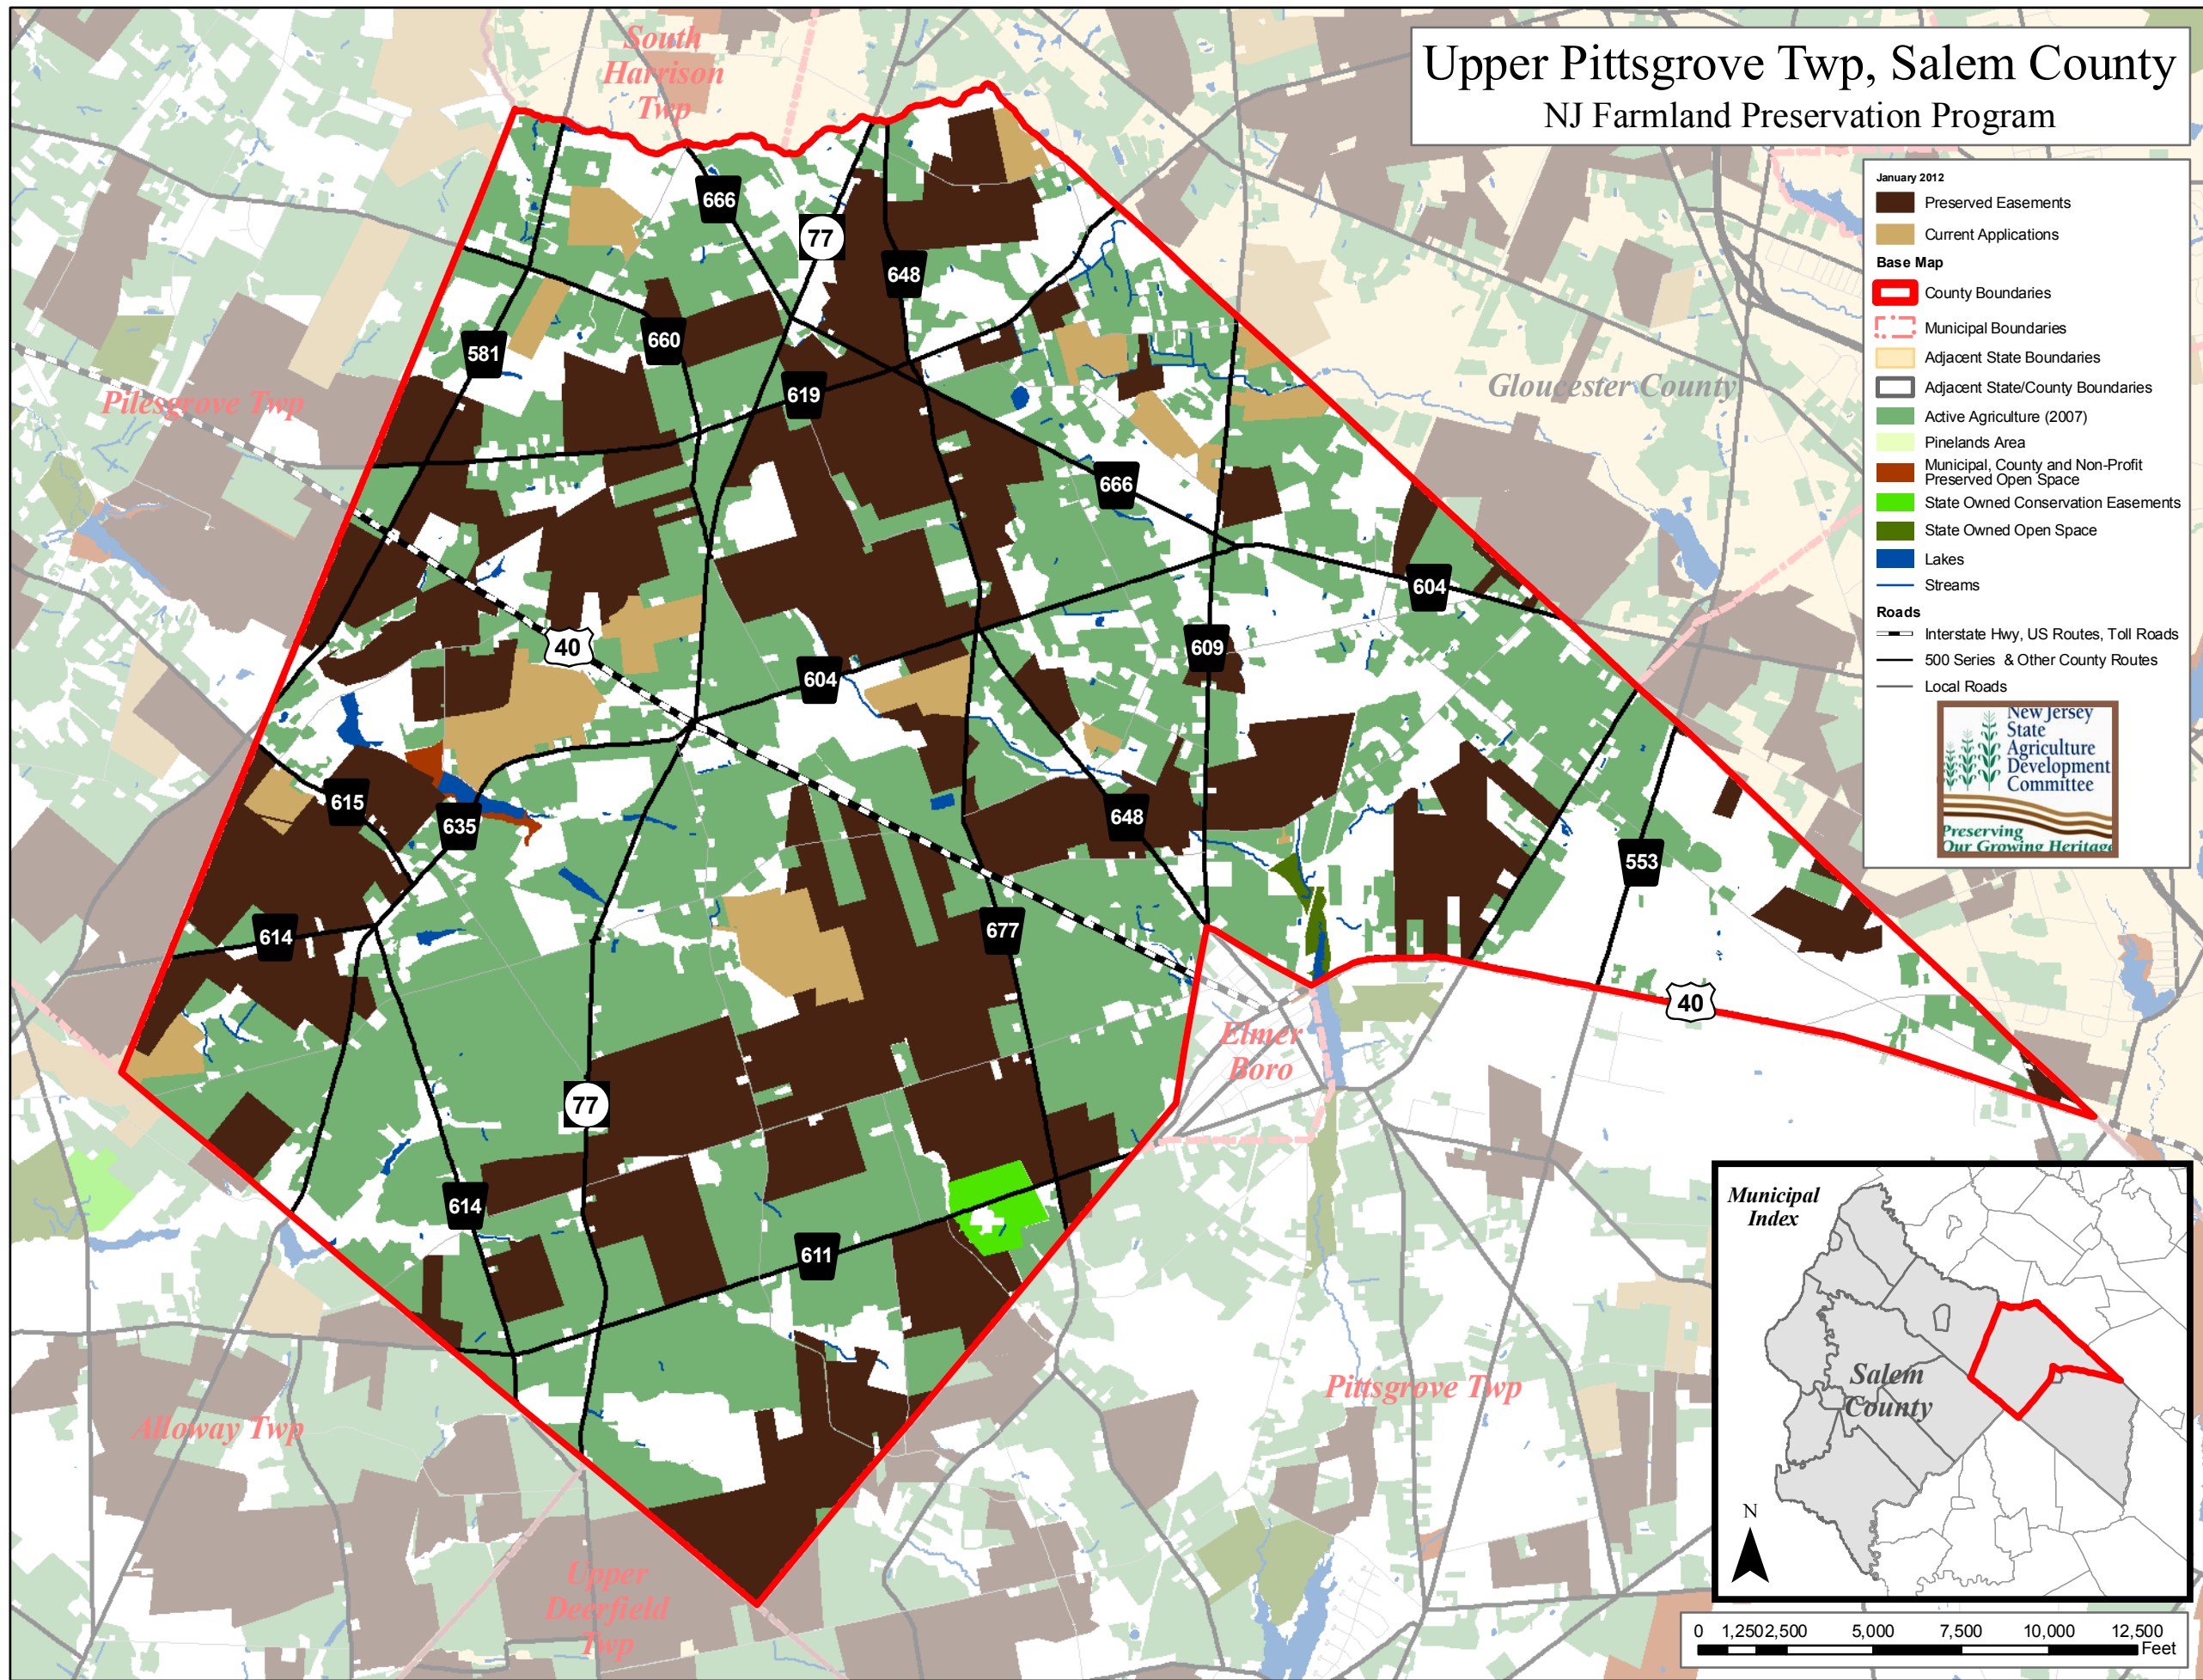 Upper Pittsgrove Twp, Salem County
NJ Farmland Preservation Program
January 2012
Preserved Easements
Current Applications
Base Map
County Boundaries
Municipal Boundaries
Adjacent State Boundaries
Adjacent State/County Boundaries
Active Agriculture (2007)
Pinelands Area
Municipal, County and Non-Profit
Preserved Open Space
State Owned Conservation Easements
State Owned Open Space
Lakes
Streams
Roads
Interstate Hwy, US Routes, Toll Roads
500 Series & Other County Routes
Local Roads
New Jersey
State
Agriculture
Development
Committee
Preserving
Our Growing Heritage
South
Harrison
Twp
666
77
648
581
660
619
Pilesgrove Twp
Gloucester County
666
604
40
609
604
615
635
648
553
614
677
40
Elmer
Boro
77
614
611
Pittsgrove Twp
Alloway Twp
Upper
Deerfield
Twp
Municipal
Index
Salem
County
N
0 1,250 2,500 5,000 7,500 10,000 12,500
Feet